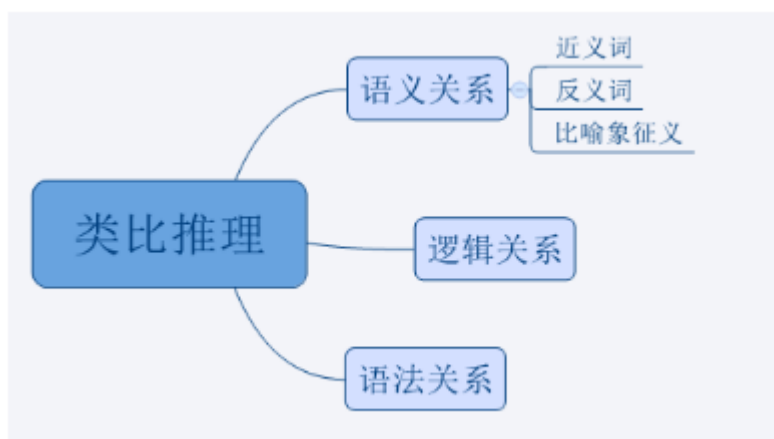 类比推理
语义关系
近义词
反义词
比喻象征义
逻辑关系
语法关系